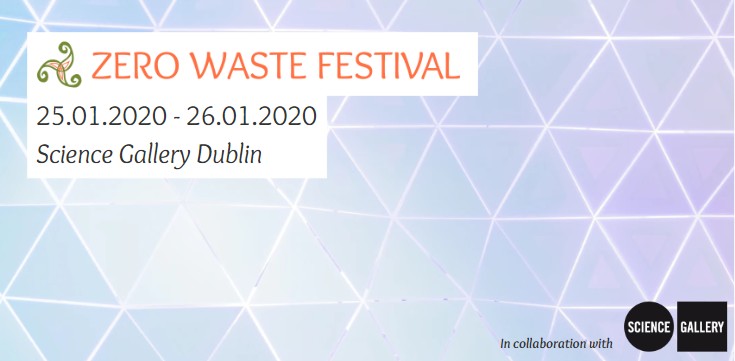 ZERO WASTE FESTIVAL
25.01.2020 - 26.01.2020
Science Gallery Dublin
In collaboration with
SCIENCE GALLERY